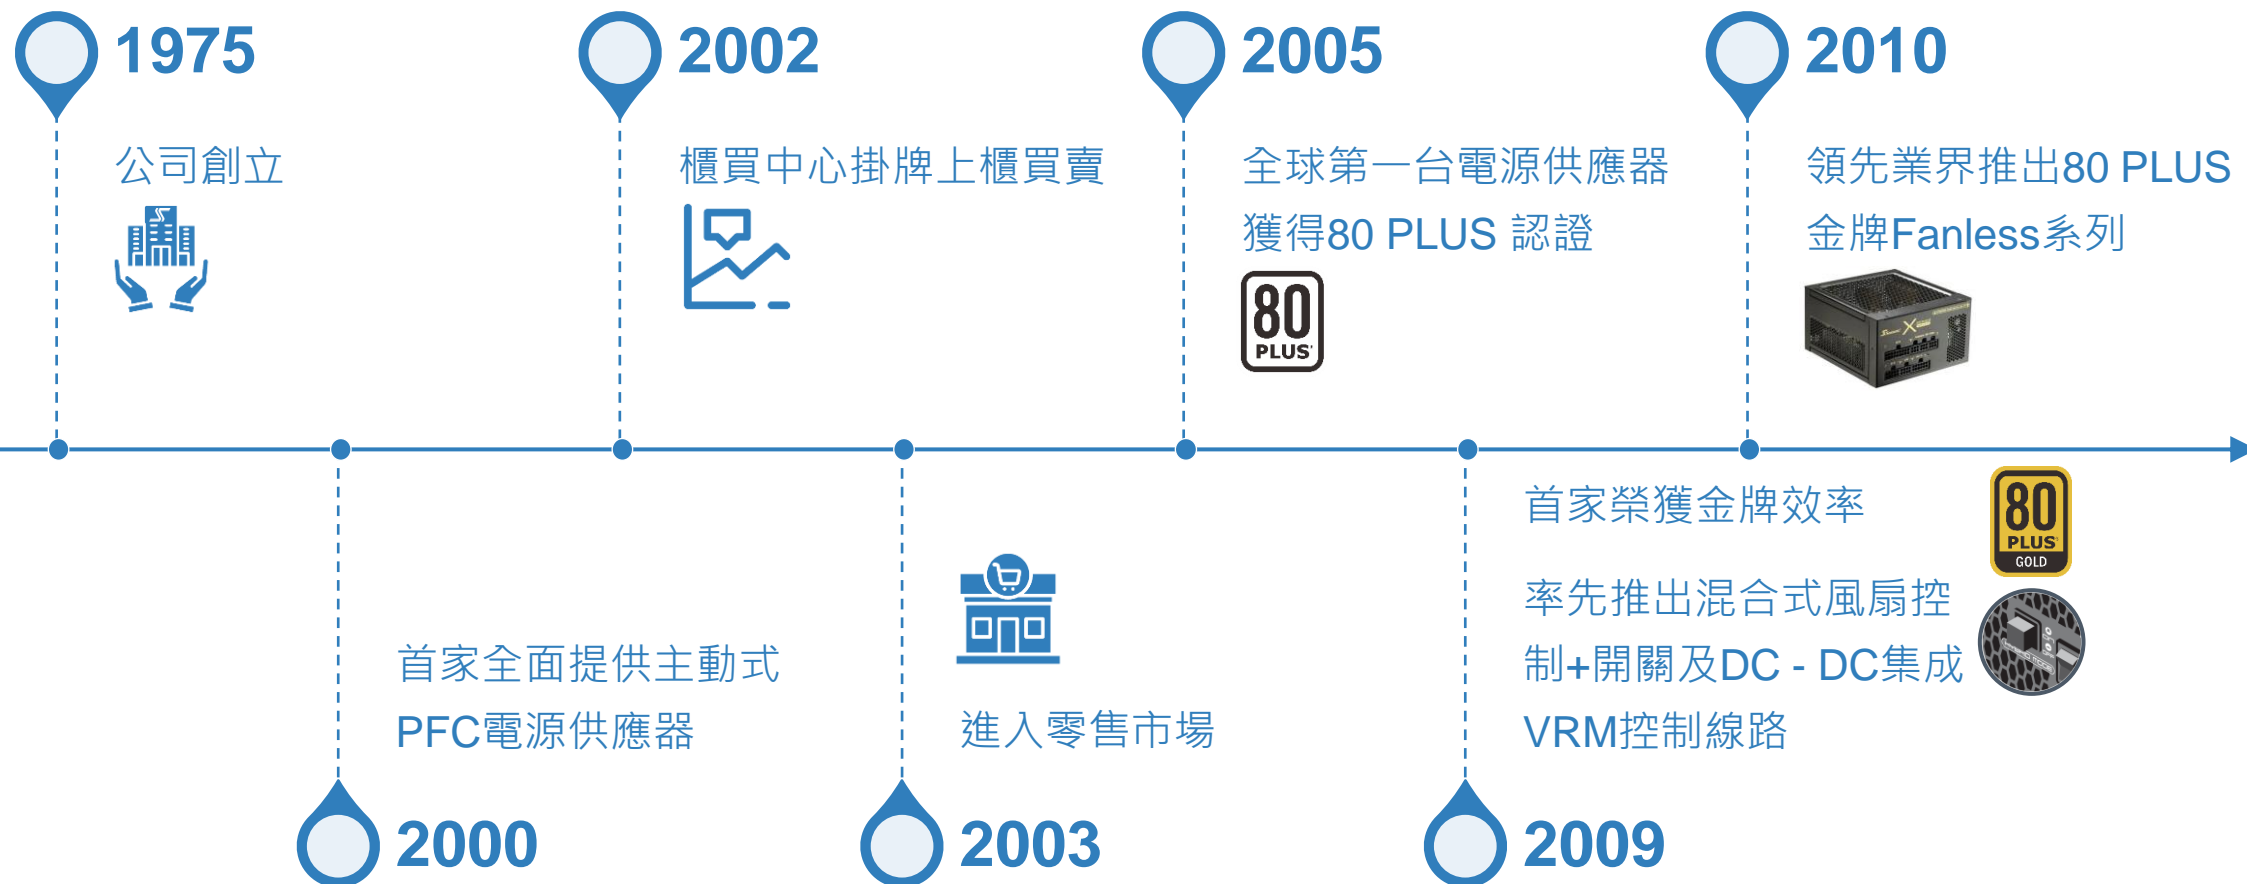 1975
公司創立
2002
櫃買中心掛牌上櫃買賣
2005
全球第一台電源供應器
獲得80 PLUS 認證
80
PLUS
2010
領先業界推出80 PLUS
金牌Fanless系列
首家全面提供主動式
PFC電源供應器
2000
進入零售市場
2003
首家榮獲金牌效率
80
PLUS
GOLD
率先推出混合式風扇控
制+開關及DC - DC集成
VRM控制線路
2009